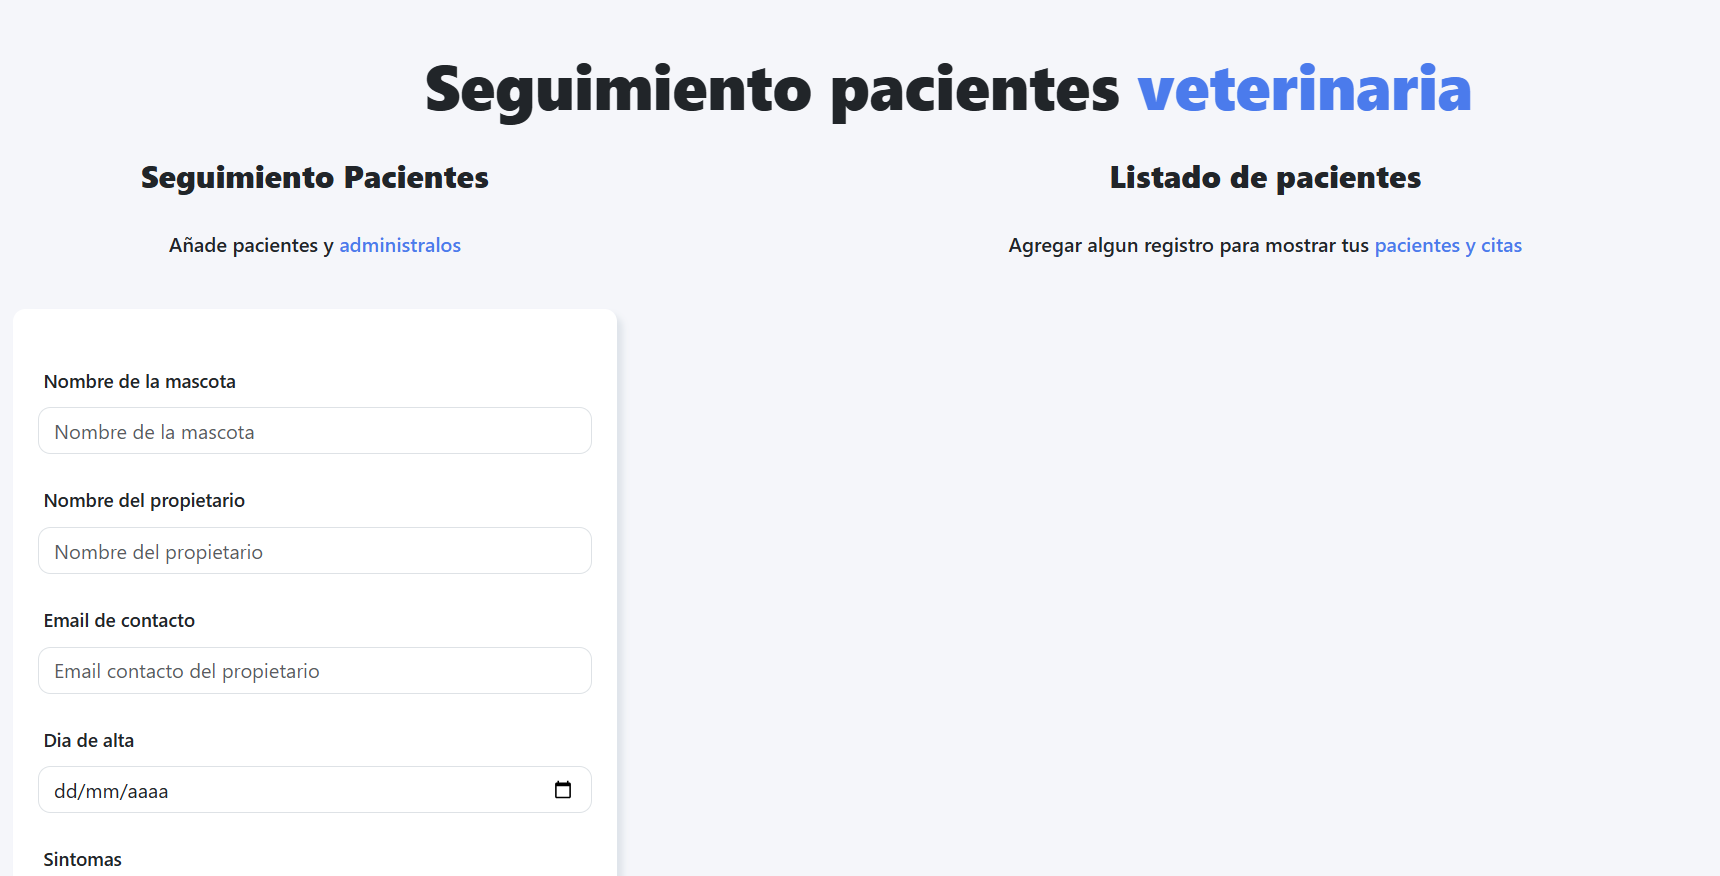 Seguimiento pacientes veterinaria
Seguimiento Pacientes
Añade pacientes y administralos
Nombre de la mascota
Nombre de la mascota
Nombre del propietario
Nombre del propietario
Email de contacto
Email contacto del propietario
Dia de alta
dd/mm/aaaa
Sintomas
Listado de pacientes
Agregar algun registro para mostrar tus pacientes y citas